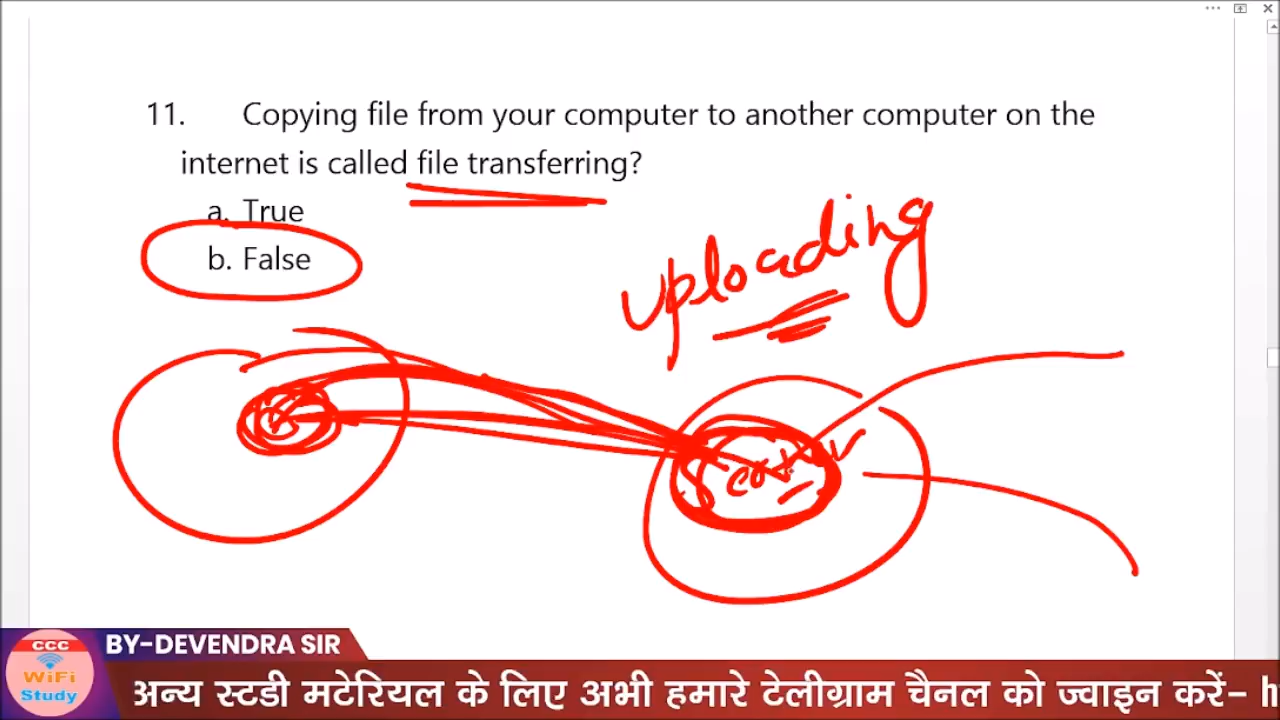 11. Copying file from your computer to another computer on the
internet is called file transferring?
a. True
b. False
uploading
CCC
WiFi
Study
BY-DEVENDRA SIR
अन्य स्टडी मटेरियल के लिए अभी हमारे टेलीग्राम चैनल को ज्वाइन करें- h